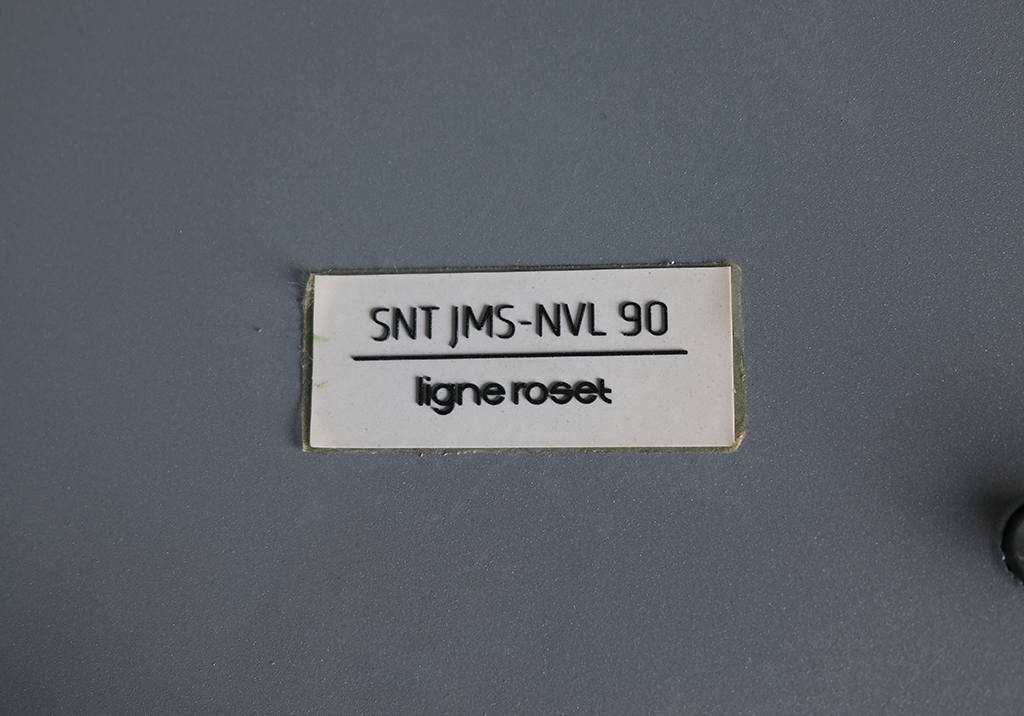 SNT JMS-NVL 90
ligne roset